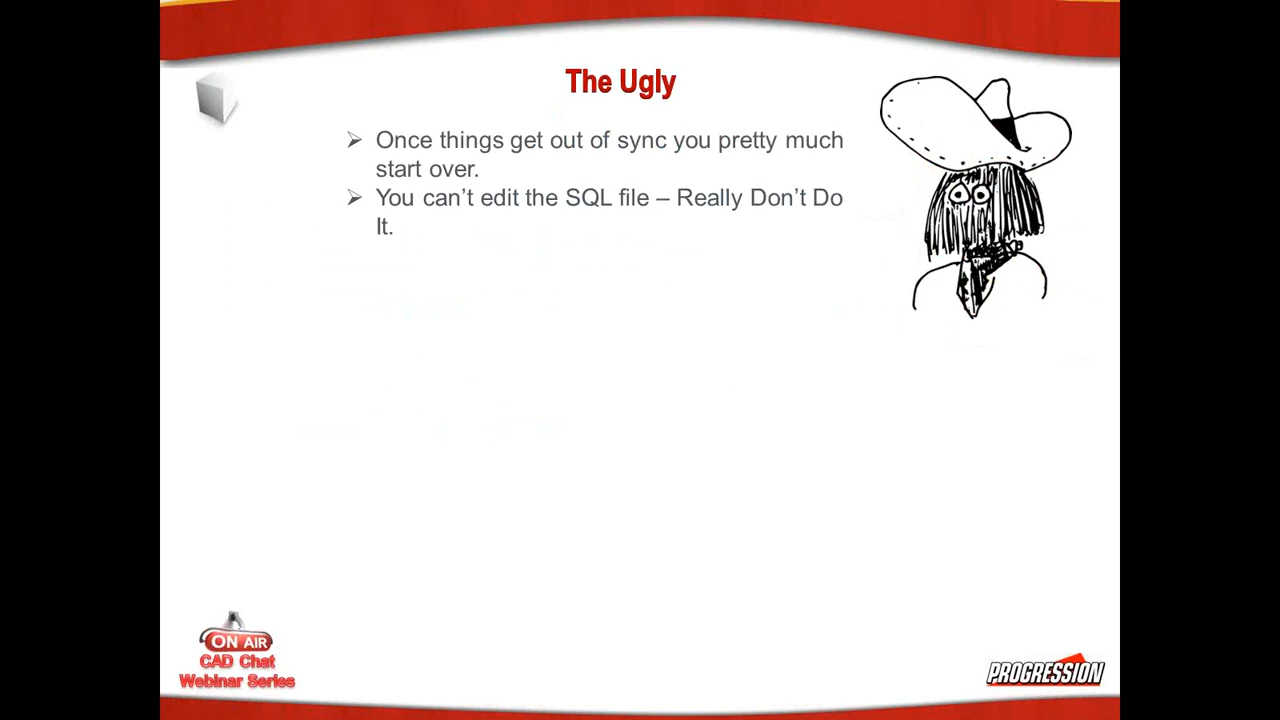 The Ugly
➢ Once things get out of sync you pretty much
start over.
➢ You can’t edit the SQL file – Really Don’t Do
It.
ON AIR
CAD Chat
Webinar Series
PROGRESSION